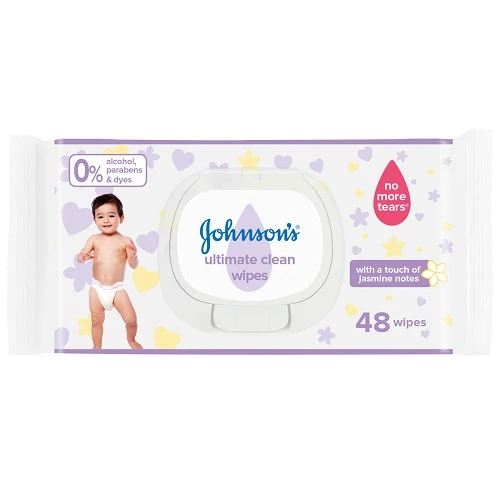 0% alcohol,
parabens
& dyes
Johnson's
ultimate clean
wipes
no
more
tears®
with a touch of
jasmine notes
48 wipes